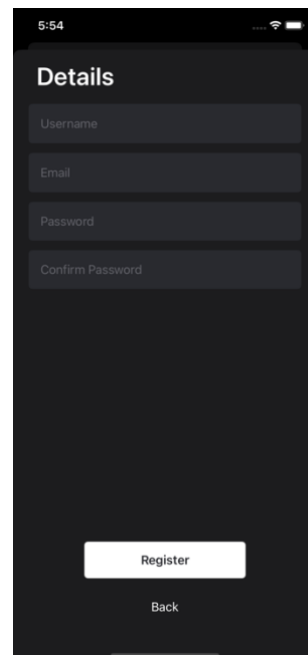 5:54
Details
Username
Email
Password
Confirm Password
Register
Back